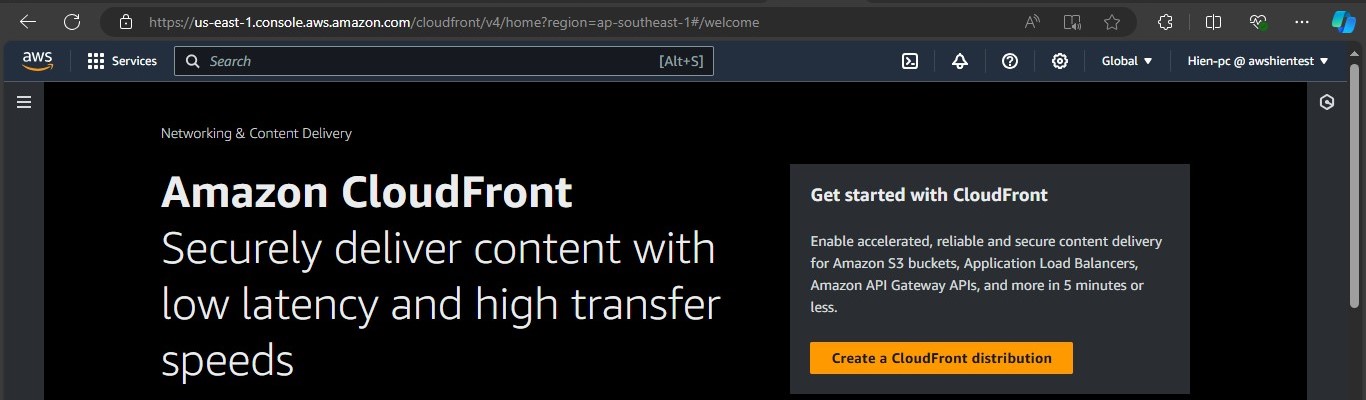 https://us-east-1.console.aws.amazon.com/cloudfront/v4/home?region=ap-southeast-1#/welcome
aws
Services
Search
[Alt+S]
Global
Hien-pc @ awshientest
Networking & Content Delivery
Amazon CloudFront
Securely deliver content with
low latency and high transfer
speeds
Get started with CloudFront
Enable accelerated, reliable and secure content delivery
for Amazon S3 buckets, Application Load Balancers,
Amazon API Gateway APIs, and more in 5 minutes or
less.
Create a CloudFront distribution